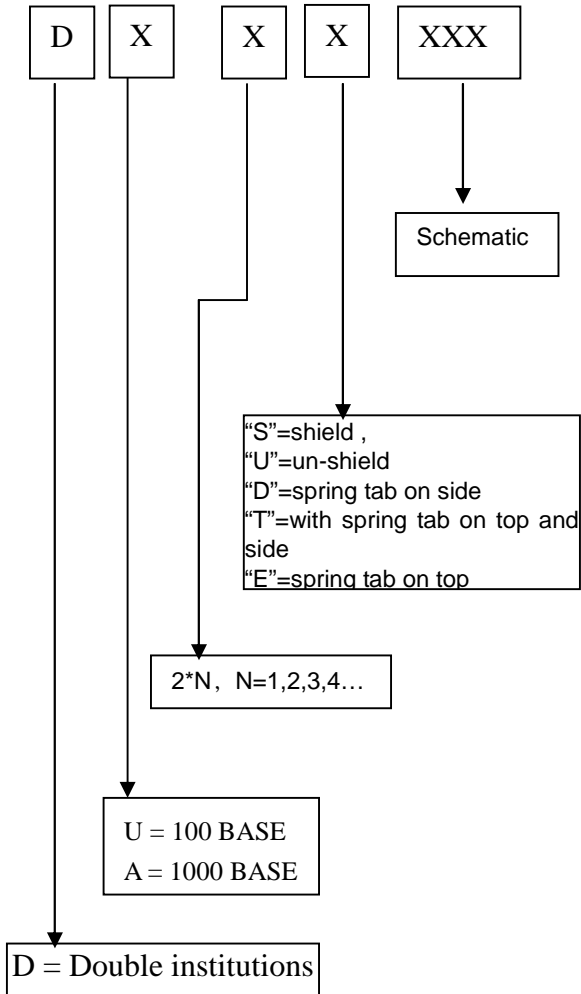 D X X X XXX
Schematic
“S”=shield ,
“U”=un-shield
“D”=spring tab on side
“T”=with spring tab on top and
side
“E”=spring tab on top
2*N，N=1,2,3,4…
U = 100 BASE
A = 1000 BASE
D = Double institutions